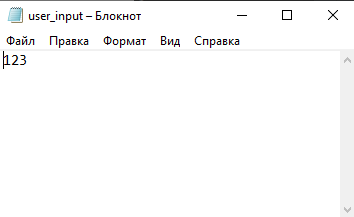 user_input – Блокнот
Файл Правка Формат Вид Справка
123